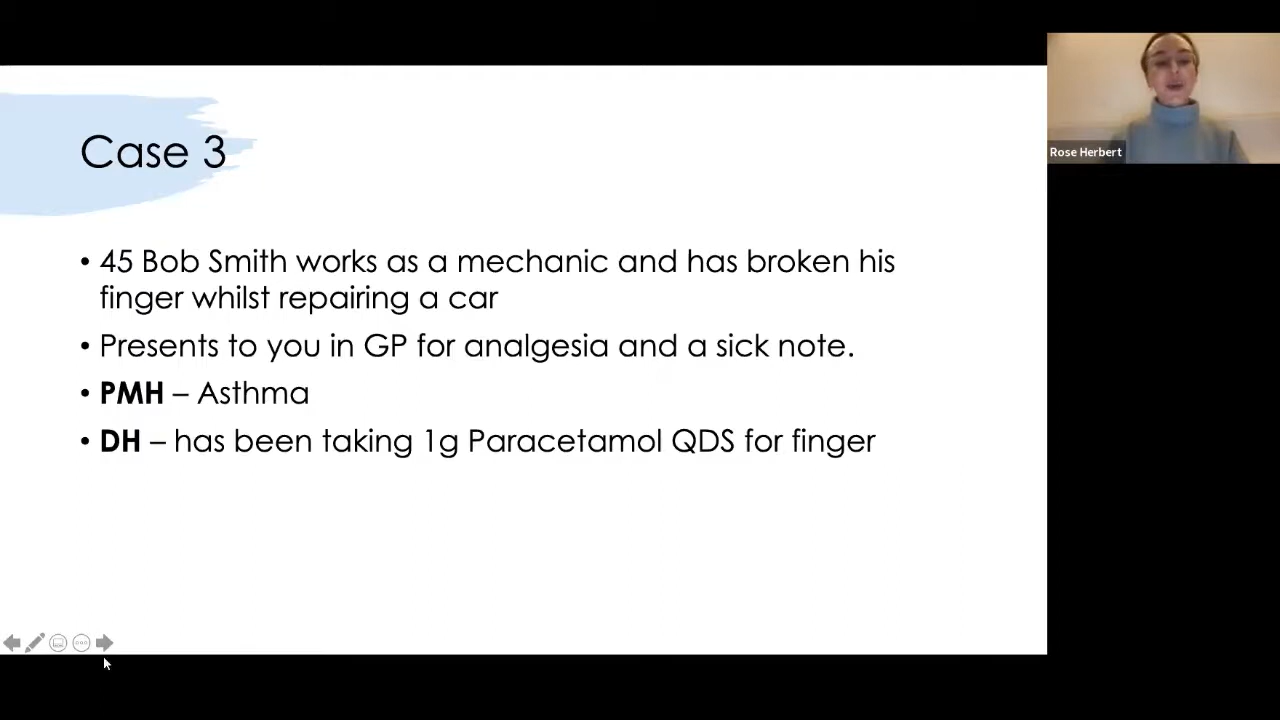 Case 3
• 45 Bob Smith works as a mechanic and has broken his
finger whilst repairing a car
• Presents to you in GP for analgesia and a sick note.
• PMH – Asthma
• DH – has been taking 1g Paracetamol QDS for finger
Rose Herbert